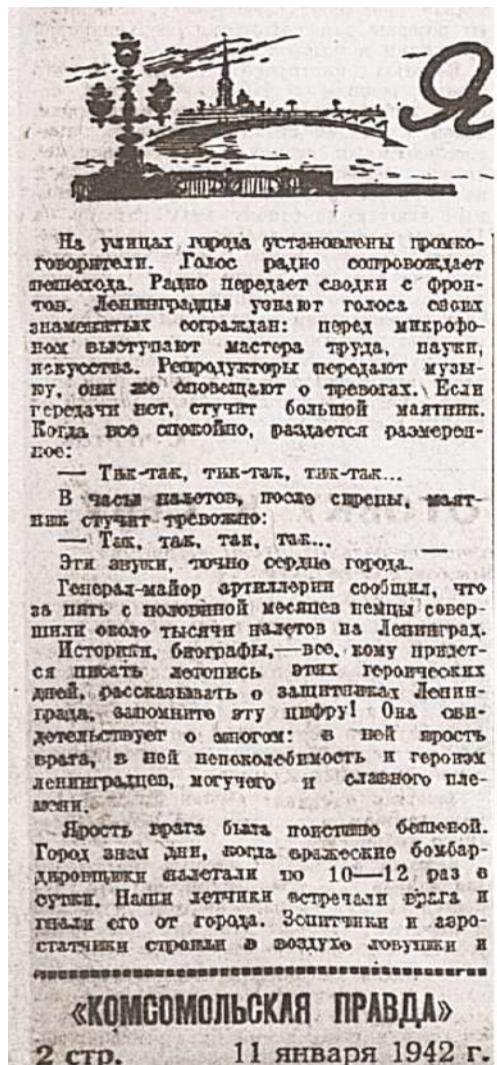 Я
На улицах города установлены громко-
говорители. Голос радио сопровождает
пешехода. Радио передает сводки с фрон-
тов. Ленинградцы узнают голоса своих
знаменитых сограждан: перед микрофо-
ном выступают мастера труда, науки,
искусства. Репродукторы передают музы-
ку, они же оповещают о тревогах. Если
передачи нет, стучит большой маятник.
Когда все спокойно, раздается размерен-
ное:
— Тик-так, тик-так, тик-так...
В часы налетов, после сирены, маят-
ник стучит тревожно:
— Так, так, так, так...
Эти звуки, точно сердце города.
Генерал-майор артиллерии сообщил, что
за пять с половиной месяцев немцы совер-
шили около тысячи налетов на Ленинград.
Историки, биографы,—все, кому придет-
ся писать летопись этих героических
дней, рассказывать о защитниках Ленин-
града, запомните эту цифру! Она сви-
детельствует о многом: в ней ярость
врага, в ней непоколебимость и героизм
ленинградцев, могучего и славного пле-
мени.
Ярость врага была поистине бешеной.
Город знал дни, когда вражеские бомбар-
дировщики налетали по 10—12 раз в
сутки. Наши летчики встречали врага и
гнали его от города. Зенитчики и аэро-
статчики строили в воздухе ловушки и
«КОМСОМОЛЬСКАЯ ПРАВДА»
2 стр. 11 января 1942 г.